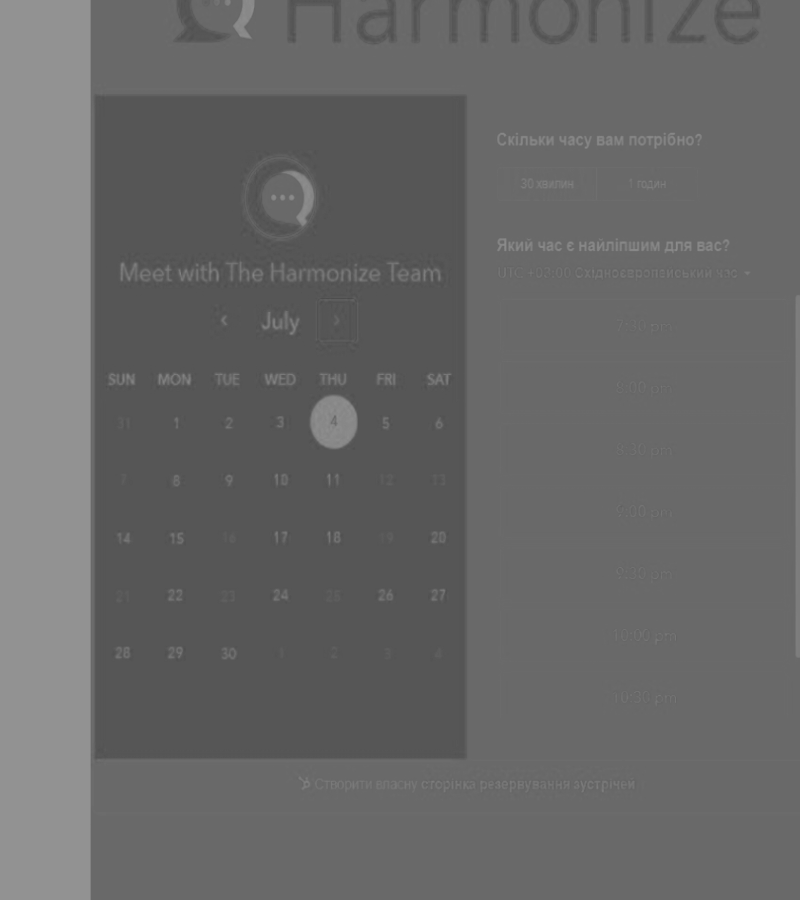 Harmonize
Meet with The Harmonize Team
July
SUN MON TUE WED THU FRI SAT
31 1 2 3 4 5 6
7 8 9 10 11 12 13
14 15 16 17 18 19 20
21 22 23 24 25 26 27
28 29 30 1 2 3 4
Скільки часу вам потрібно?
30 хвилин 1 годин
Який час є найліпшим для вас?
UTC +02:00 Східноєвропейський час
7:30 pm
8:00 pm
8:30 pm
9:00 pm
9:30 pm
10:00 pm
10:30 pm
Створити власну сторінка резервування зустрічей